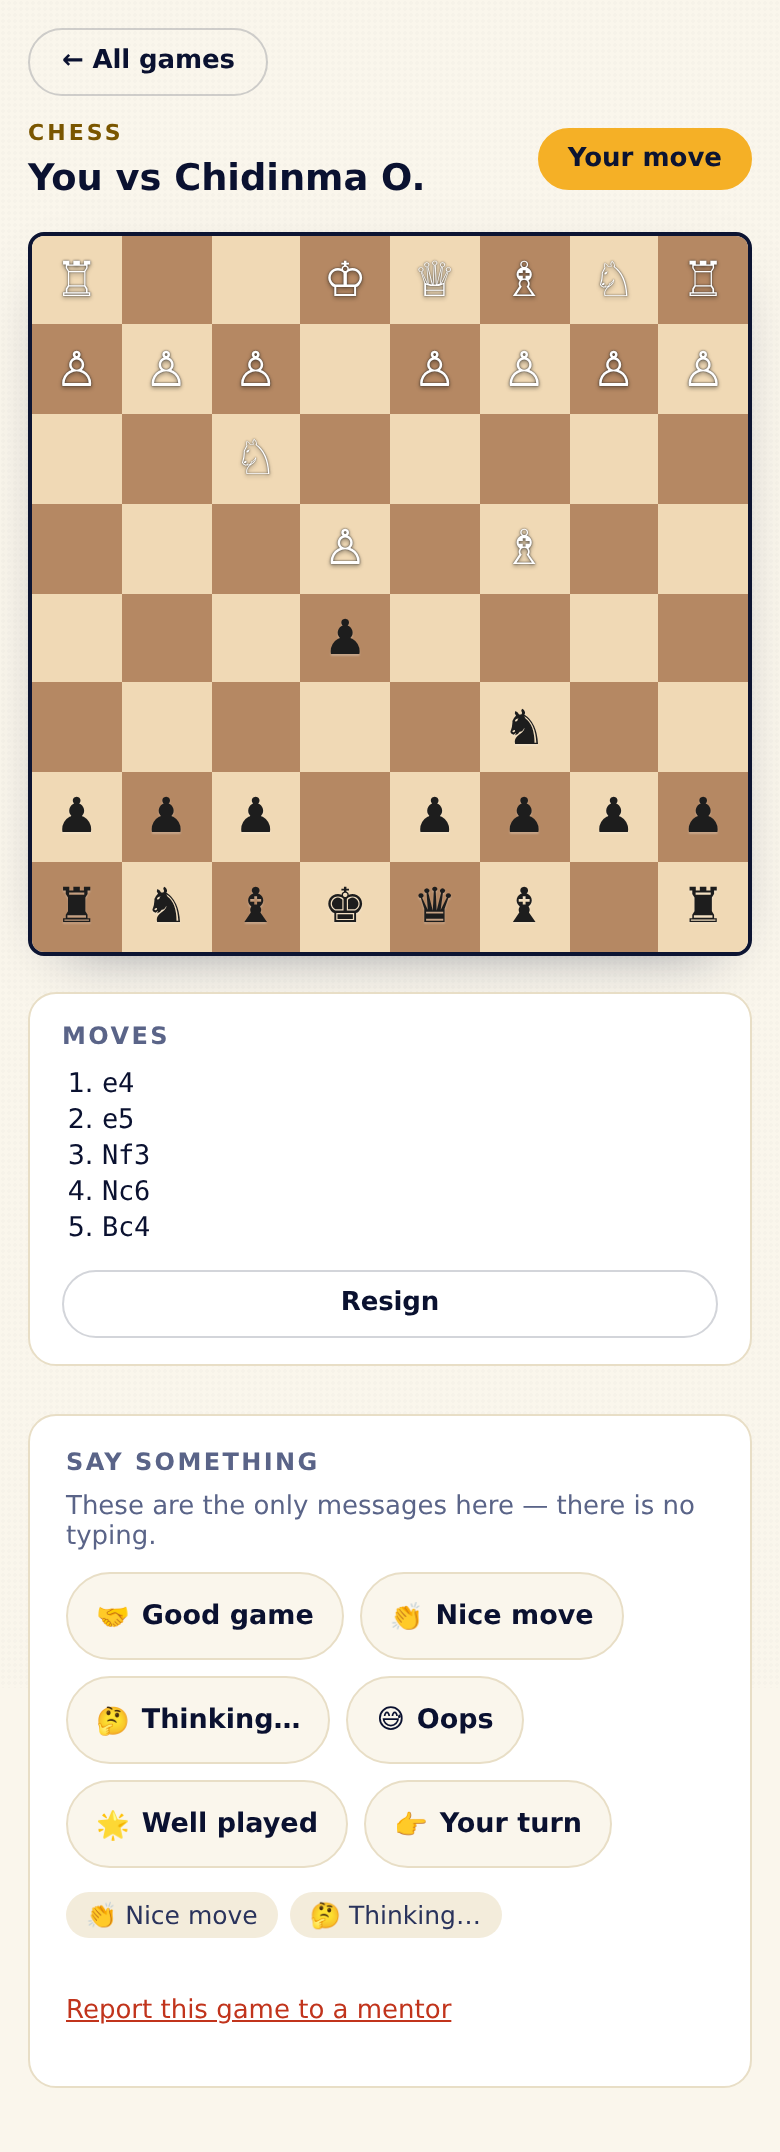 ← All games
CHESS
You vs Chidinma O.
Your move
MOVES
1. e4
2. e5
3. Nf3
4. Nc6
5. Bc4
Resign
SAY SOMETHING
These are the only messages here — there is no
typing.
🤝 Good game
👏 Nice move
🤔 Thinking…
😅 Oops
🌟 Well played
👉 Your turn
👏 Nice move
🤔 Thinking…
Report this game to a mentor